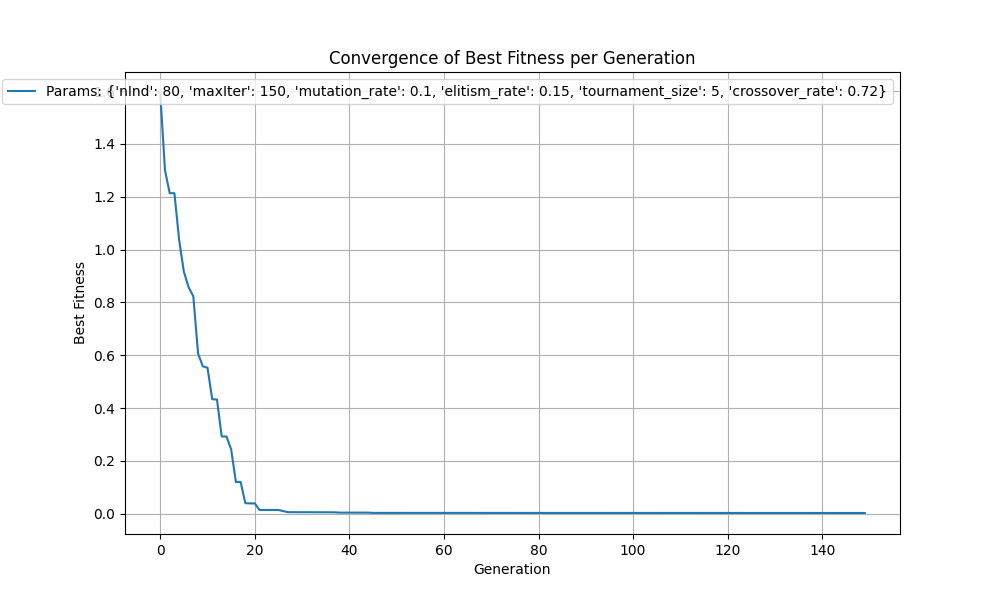 Convergence of Best Fitness per Generation
Params: {'nInd': 80, 'maxIter': 150, 'mutation_rate': 0.1, 'elitism_rate': 0.15, 'tournament_size': 5, 'crossover_rate': 0.72}
1.4
1.2
1.0
0.8
0.6
0.4
0.2
0.0
Best Fitness
0 20 40 60 80 100 120 140
Generation